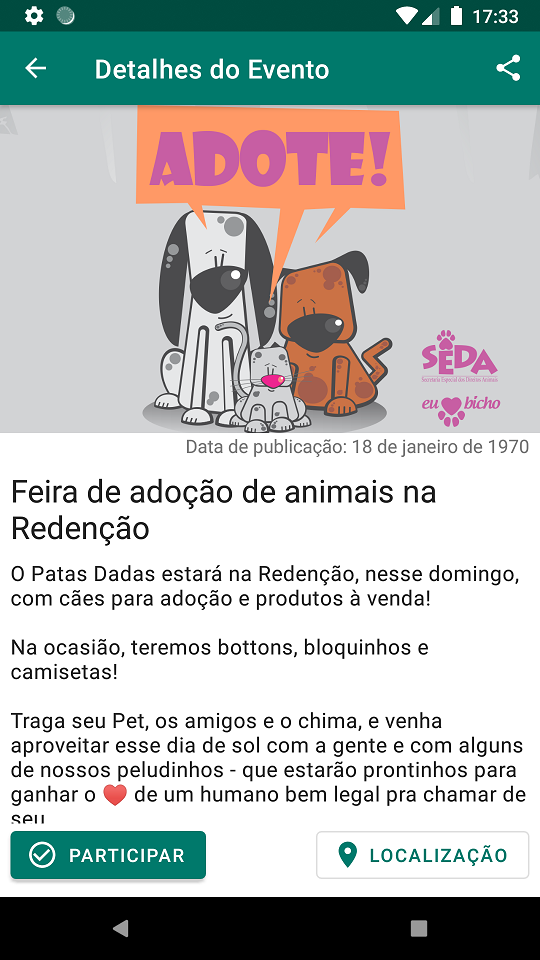 17:33
Detalhes do Evento
ADOTE!
SEDA
Secretaria Especial dos Direitos Animais
eu bicho
Data de publicação: 18 de janeiro de 1970
Feira de adoção de animais na
Redenção
O Patas Dadas estará na Redenção, nesse domingo,
com cães para adoção e produtos à venda!
Na ocasião, teremos bottons, bloquinhos e
camisetas!
Traga seu Pet, os amigos e o chima, e venha
aproveitar esse dia de sol com a gente e com alguns
de nossos peludinhos - que estarão prontinhos para
ganhar o ❤️ de um humano bem legal pra chamar de
seu
PARTICIPAR
LOCALIZAÇÃO